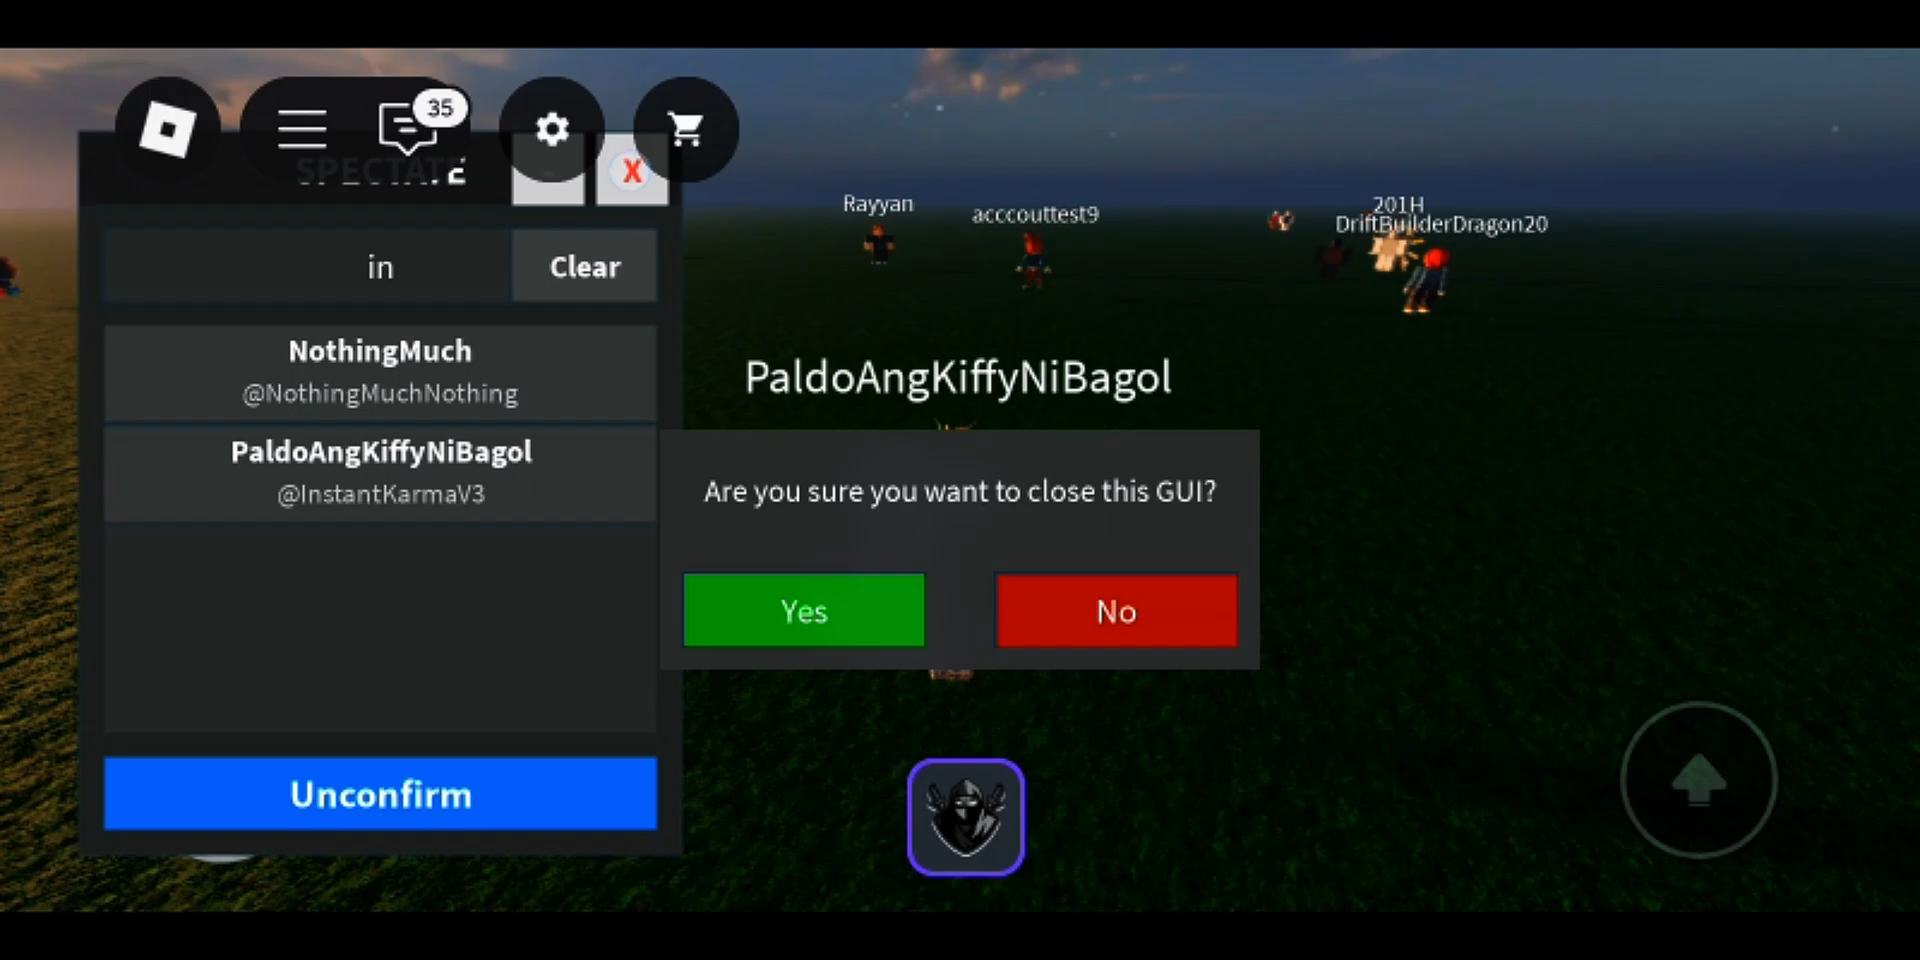 35
SPECTATE
X
in
Clear
NothingMuch
@NothingMuchNothing
PaldoAngKiffyNiBagol
@InstantKarmaV3
Unconfirm
Rayyan
acccouttest9
201H
DriftBuilderDragon20
PaldoAngKiffyNiBagol
Are you sure you want to close this GUI?
Yes
No